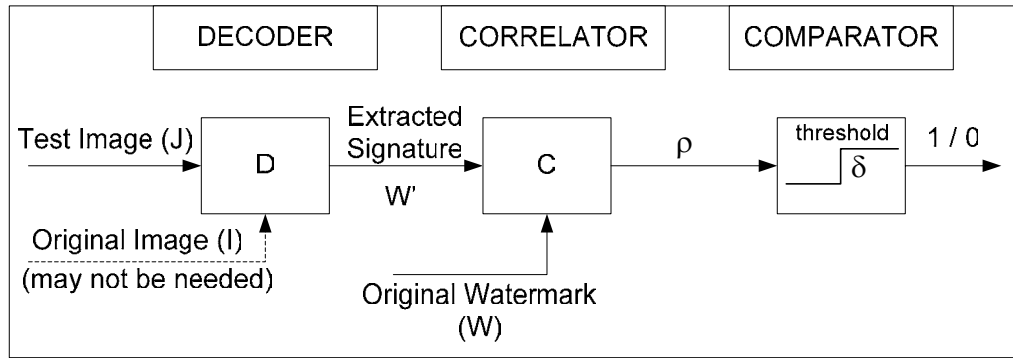 DECODER
CORRELATOR
COMPARATOR
Test Image (J)
D
Original Image (I)
(may not be needed)
Extracted
Signature
W'
C
Original Watermark
(W)
ρ
threshold
δ
1 / 0